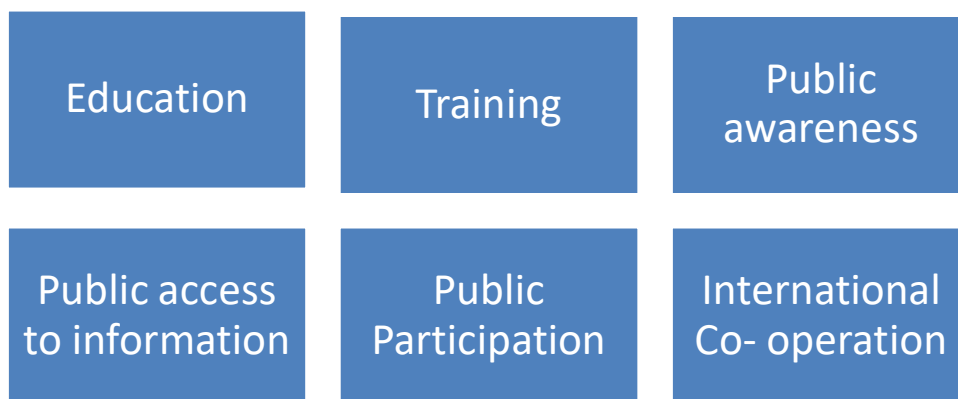 Education
Training
Public
awareness
Public access
to information
Public
Participation
International
Co- operation